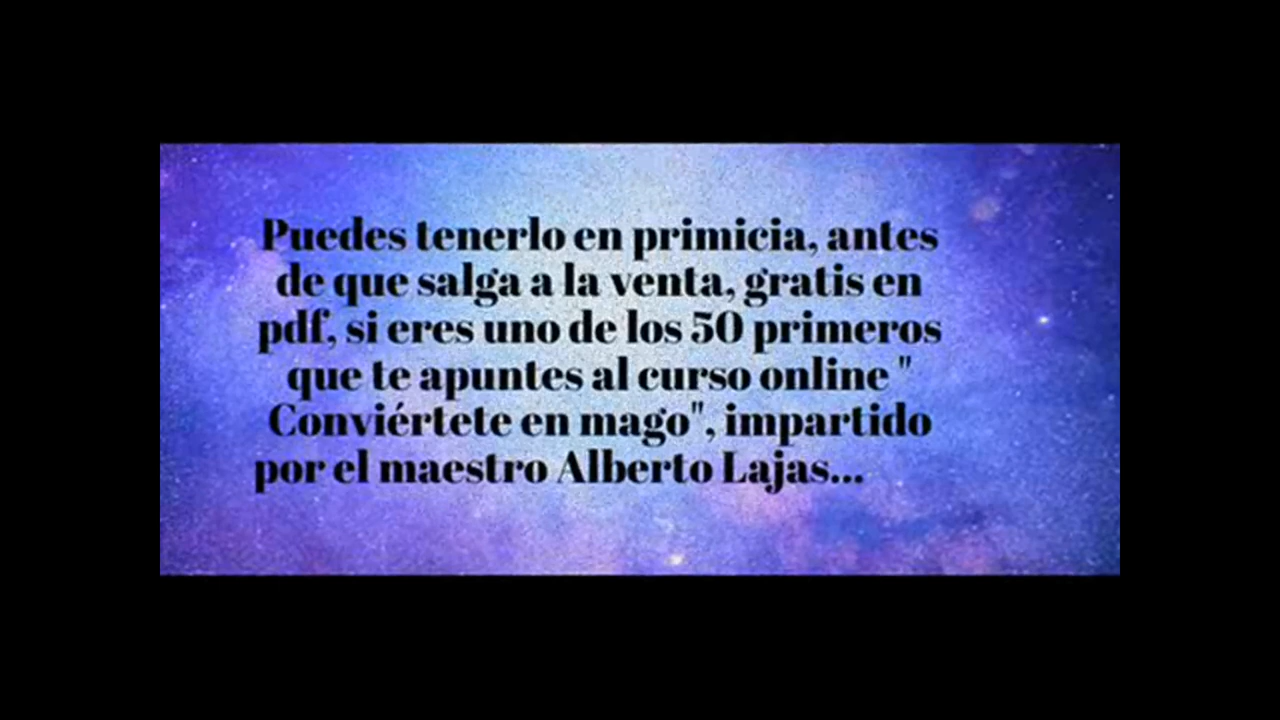 Puedes tenerlo en primicia, antes
de que salga a la venta, gratis en
pdf, si eres uno de los 50 primeros
que te apuntes al curso online "
Conviértete en mago", impartido
por el maestro Alberto Lajas...